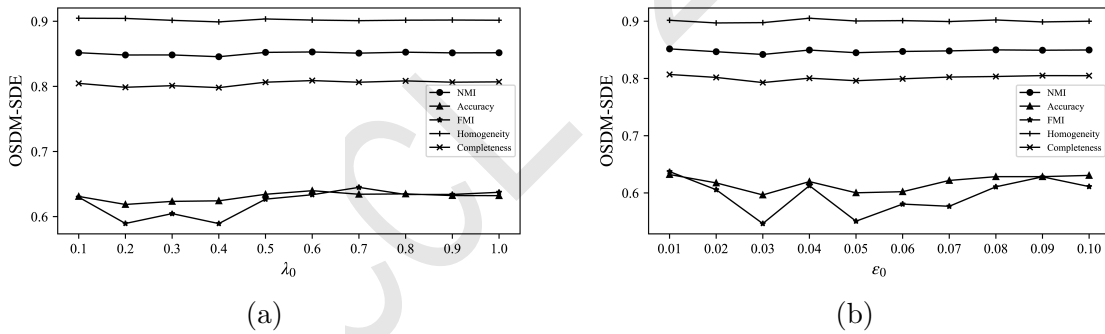 OSDM-SDE
0.9
0.8
0.7
0.6
NMI
Accuracy
FMI
Homogeneity
Completeness
0.1 0.2 0.3 0.4 0.5 0.6 0.7 0.8 0.9 1.0
λ0
(a)
OSDM-SDE
0.9
0.8
0.7
0.6
NMI
Accuracy
FMI
Homogeneity
Completeness
0.01 0.02 0.03 0.04 0.05 0.06 0.07 0.08 0.09 0.10
ε0
(b)
CCL